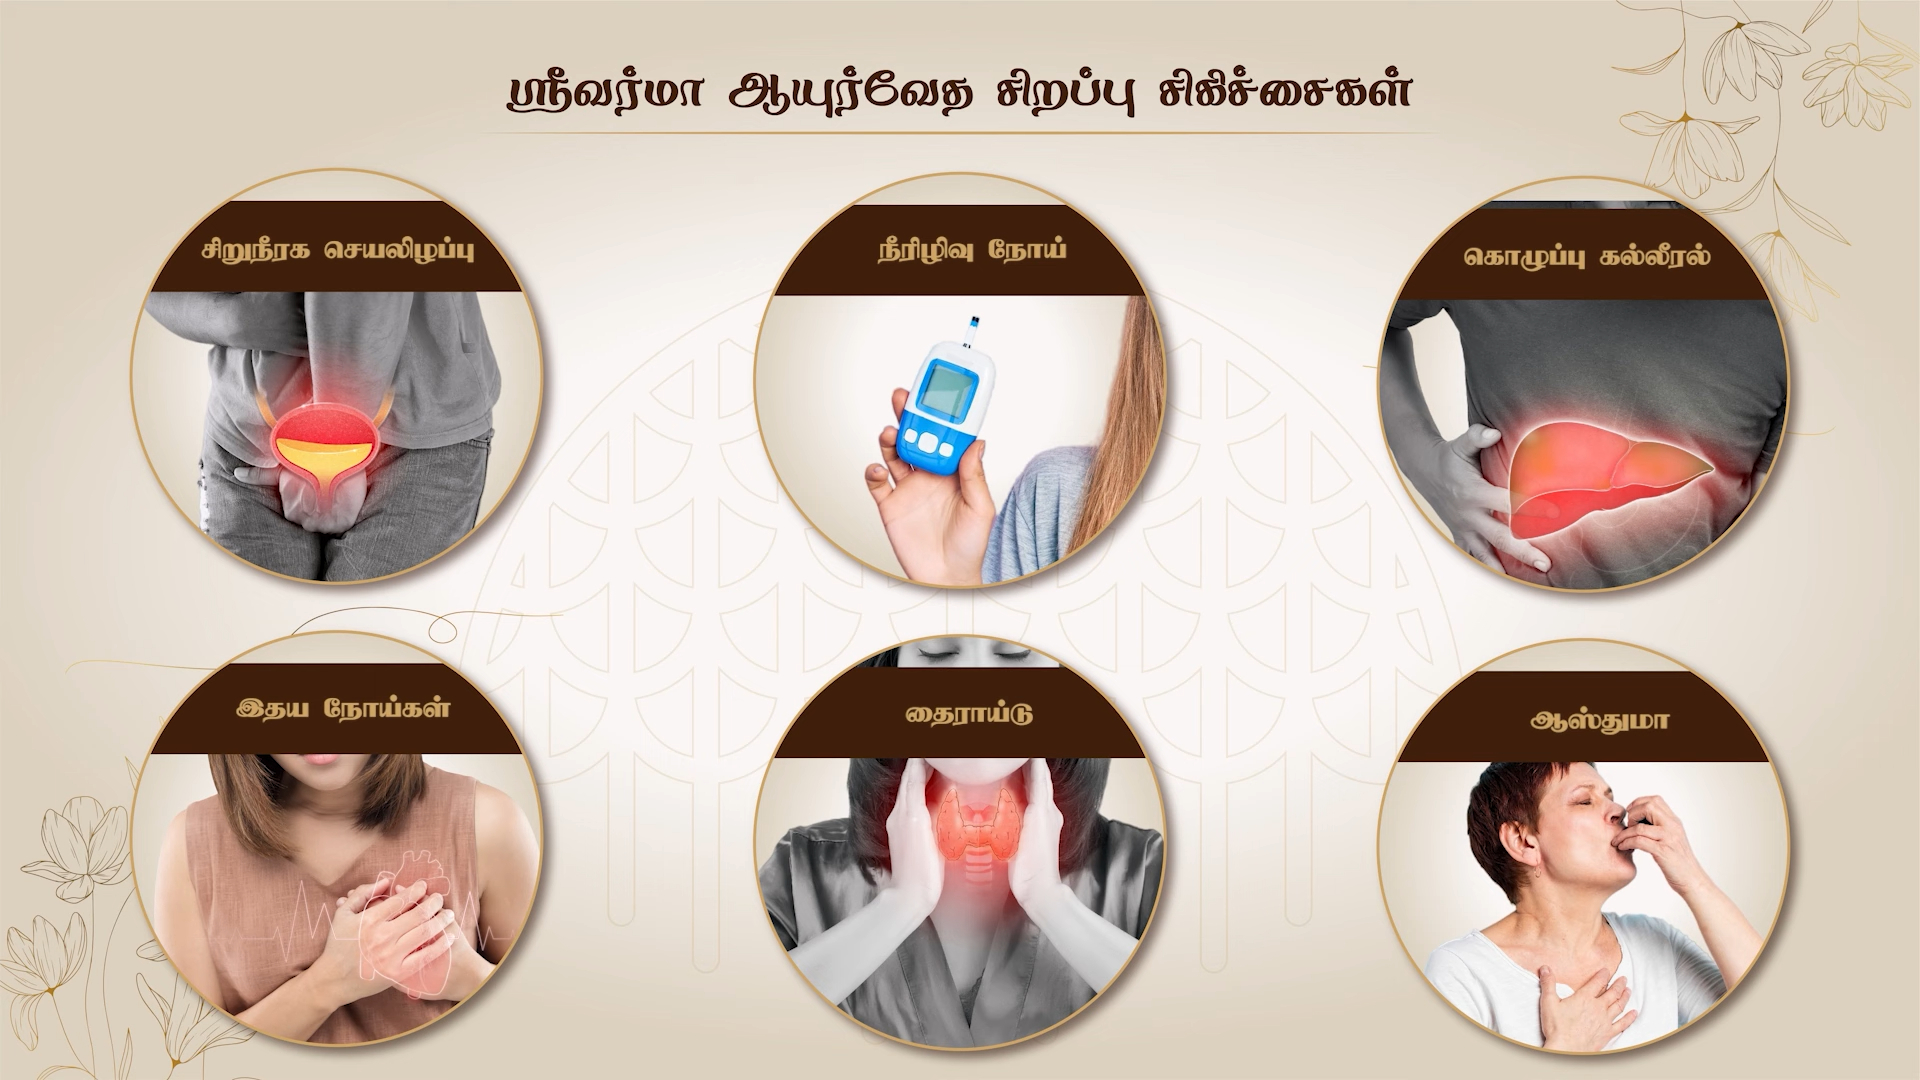 ஸ்ரீவர்மா ஆயுர்வேத சிறப்பு சிகிச்சைகள்
சிறுநீரக செயலிழப்பு
நீரிழிவு நோய்
கொழுப்பு கல்லீரல்
இதய நோய்கள்
தைராய்டு
ஆஸ்துமா